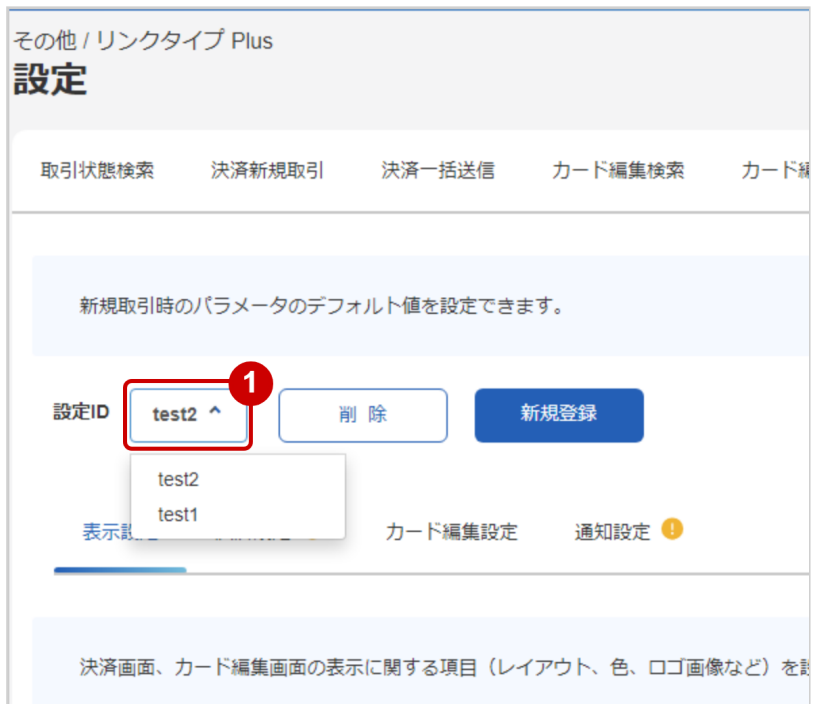 その他 / リンクタイプ Plus
設定
取引状態検索 決済新規取引 決済一括送信 カード編集検索 カード
新規取引時のパラメータのデフォルト値を設定できます。
1
設定ID test2 削 除 新規登録
test2
test1
表示 カード編集設定 通知設定 !
決済画面、カード編集画面の表示に関する項目（レイアウト、色、ロゴ画像など）を